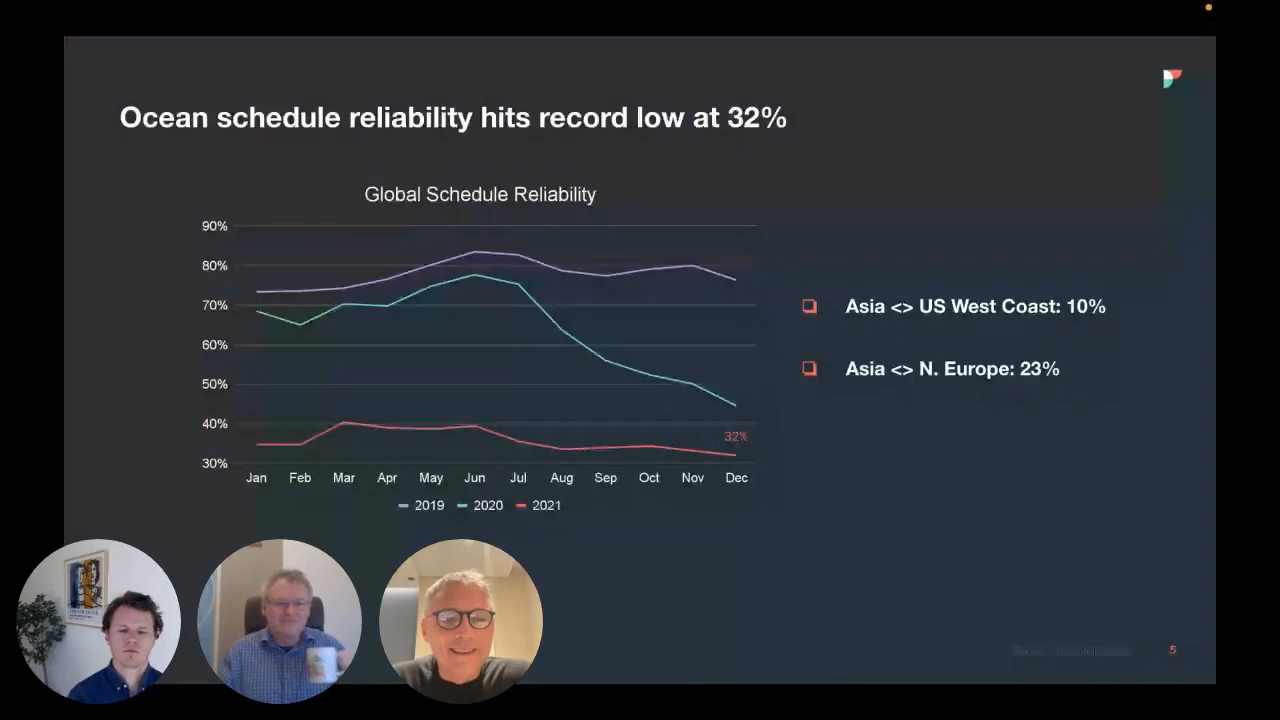 Ocean schedule reliability hits record low at 32%
Global Schedule Reliability
90%
80%
70%
60%
50%
40%
30%
32%
Jan Feb Mar Apr May Jun Jul Aug Sep Oct Nov Dec
2019 2020 2021
Asia <> US West Coast: 10%
Asia <> N. Europe: 23%
5